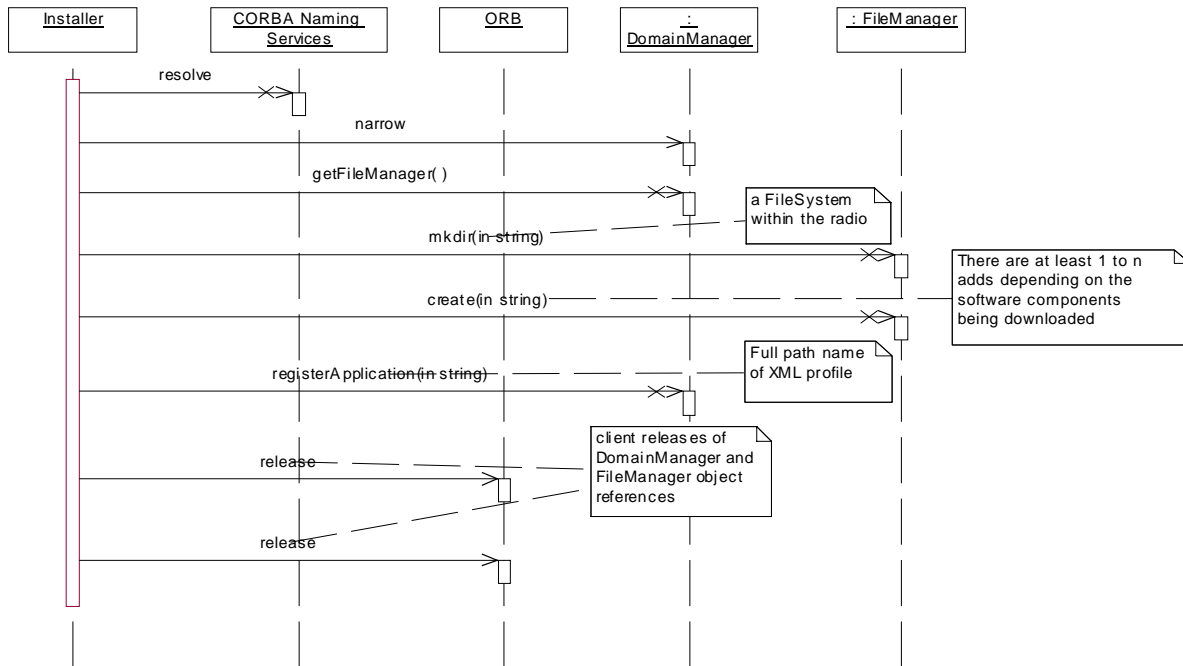 Installer
CORBA Naming
Services
ORB
:
DomainManager
: FileManager
resolve
narrow
getFileManager( )
a FileSystem
within the radio
mkdir(in string)
There are at least 1 to n
adds depending on the
software components
being downloaded
create(in string)
Full path name
of XML profile
registerApplication(in string)
client releases of
DomainManager and
FileManager object
references
release
release